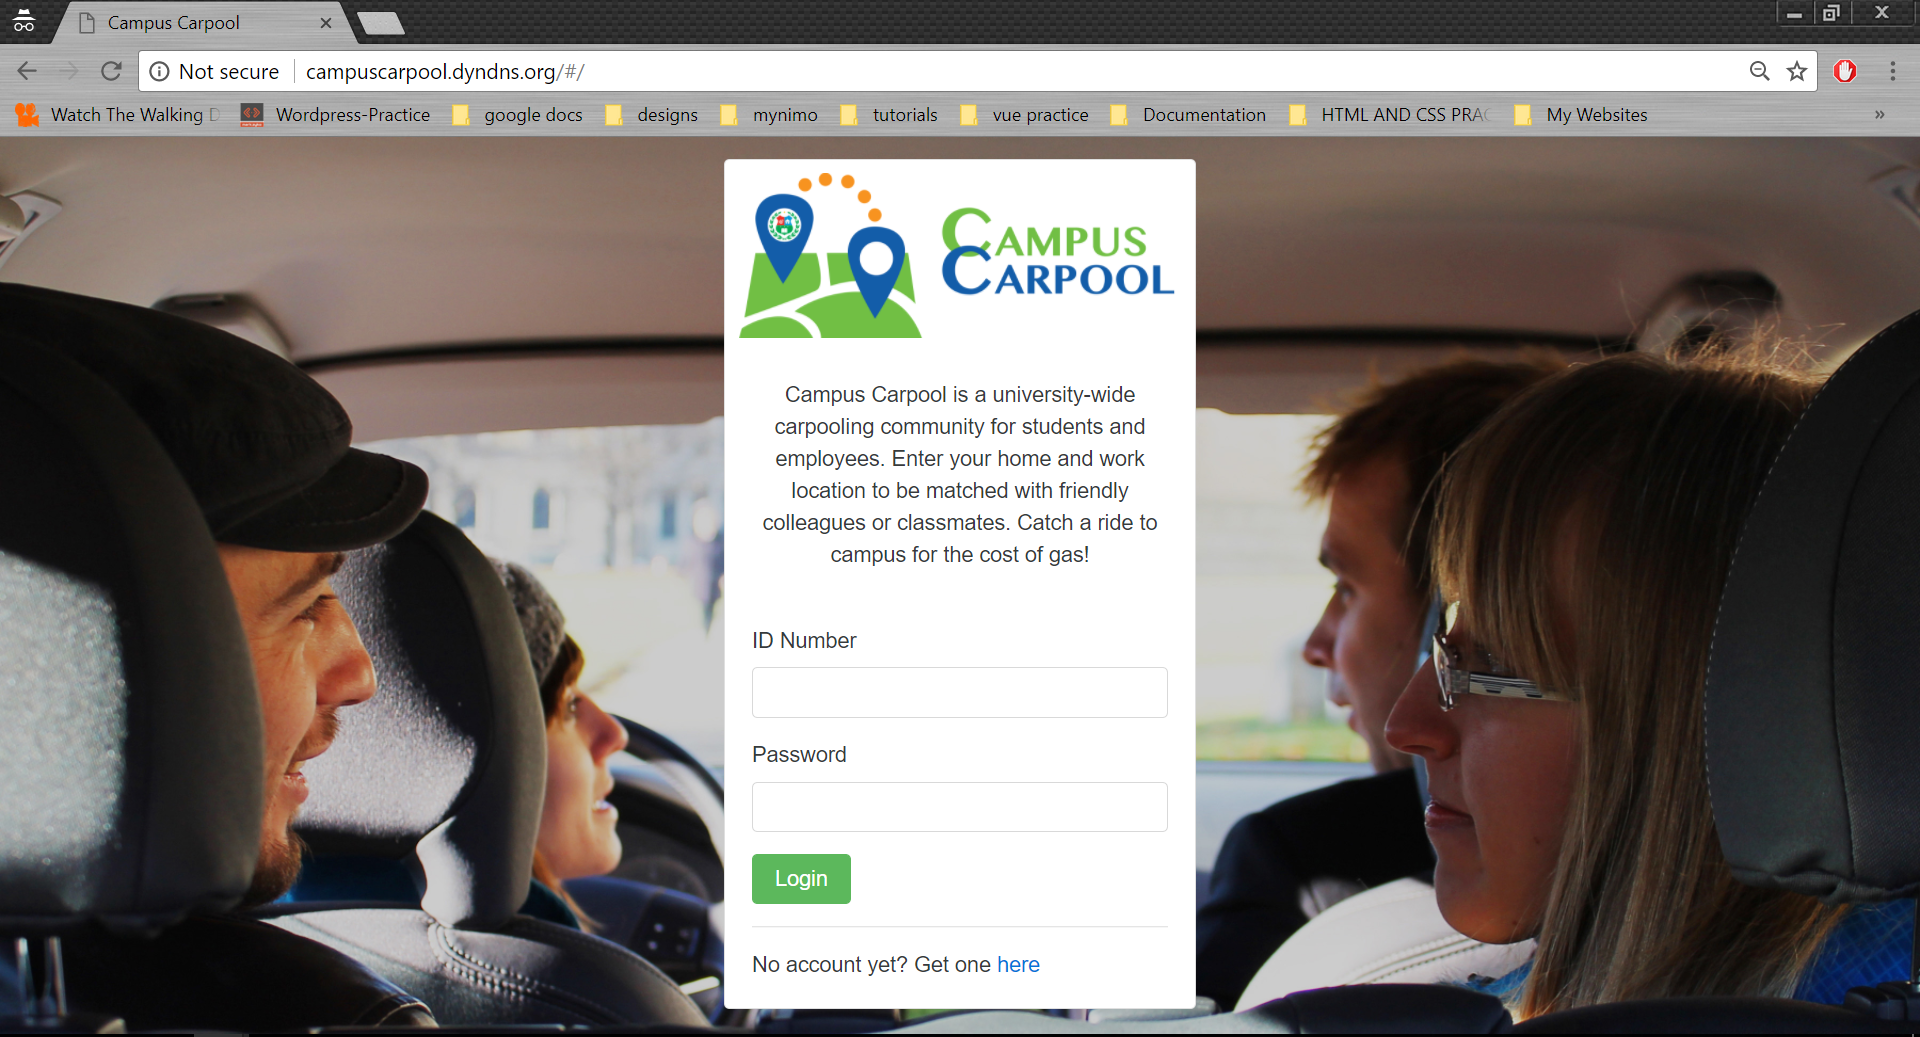 Campus Carpool
Not secure
campuscarpool.dyndns.org/#/
Watch The Walking D
Wordpress-Practice
google docs
designs
mynimo
tutorials
vue practice
Documentation
HTML AND CSS PRAC
My Websites
»
CAMPUS
CARPOOL
Campus Carpool is a university-wide
carpooling community for students and
employees. Enter your home and work
location to be matched with friendly
colleagues or classmates. Catch a ride to
campus for the cost of gas!
ID Number
Password
Login
No account yet? Get one here